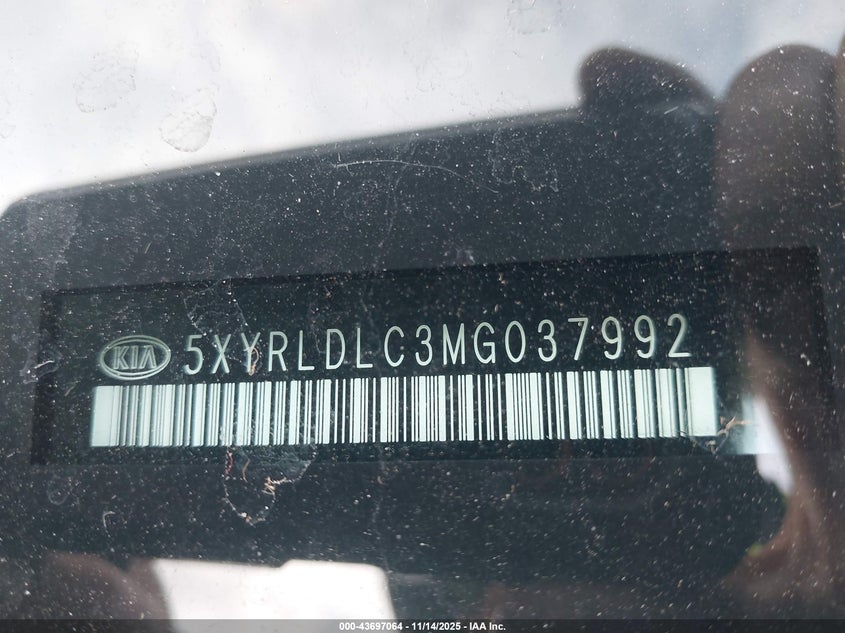 KIA 5XYRLDLC3MG037992
000-43697064 - 11/14/2025 - IAA Inc.